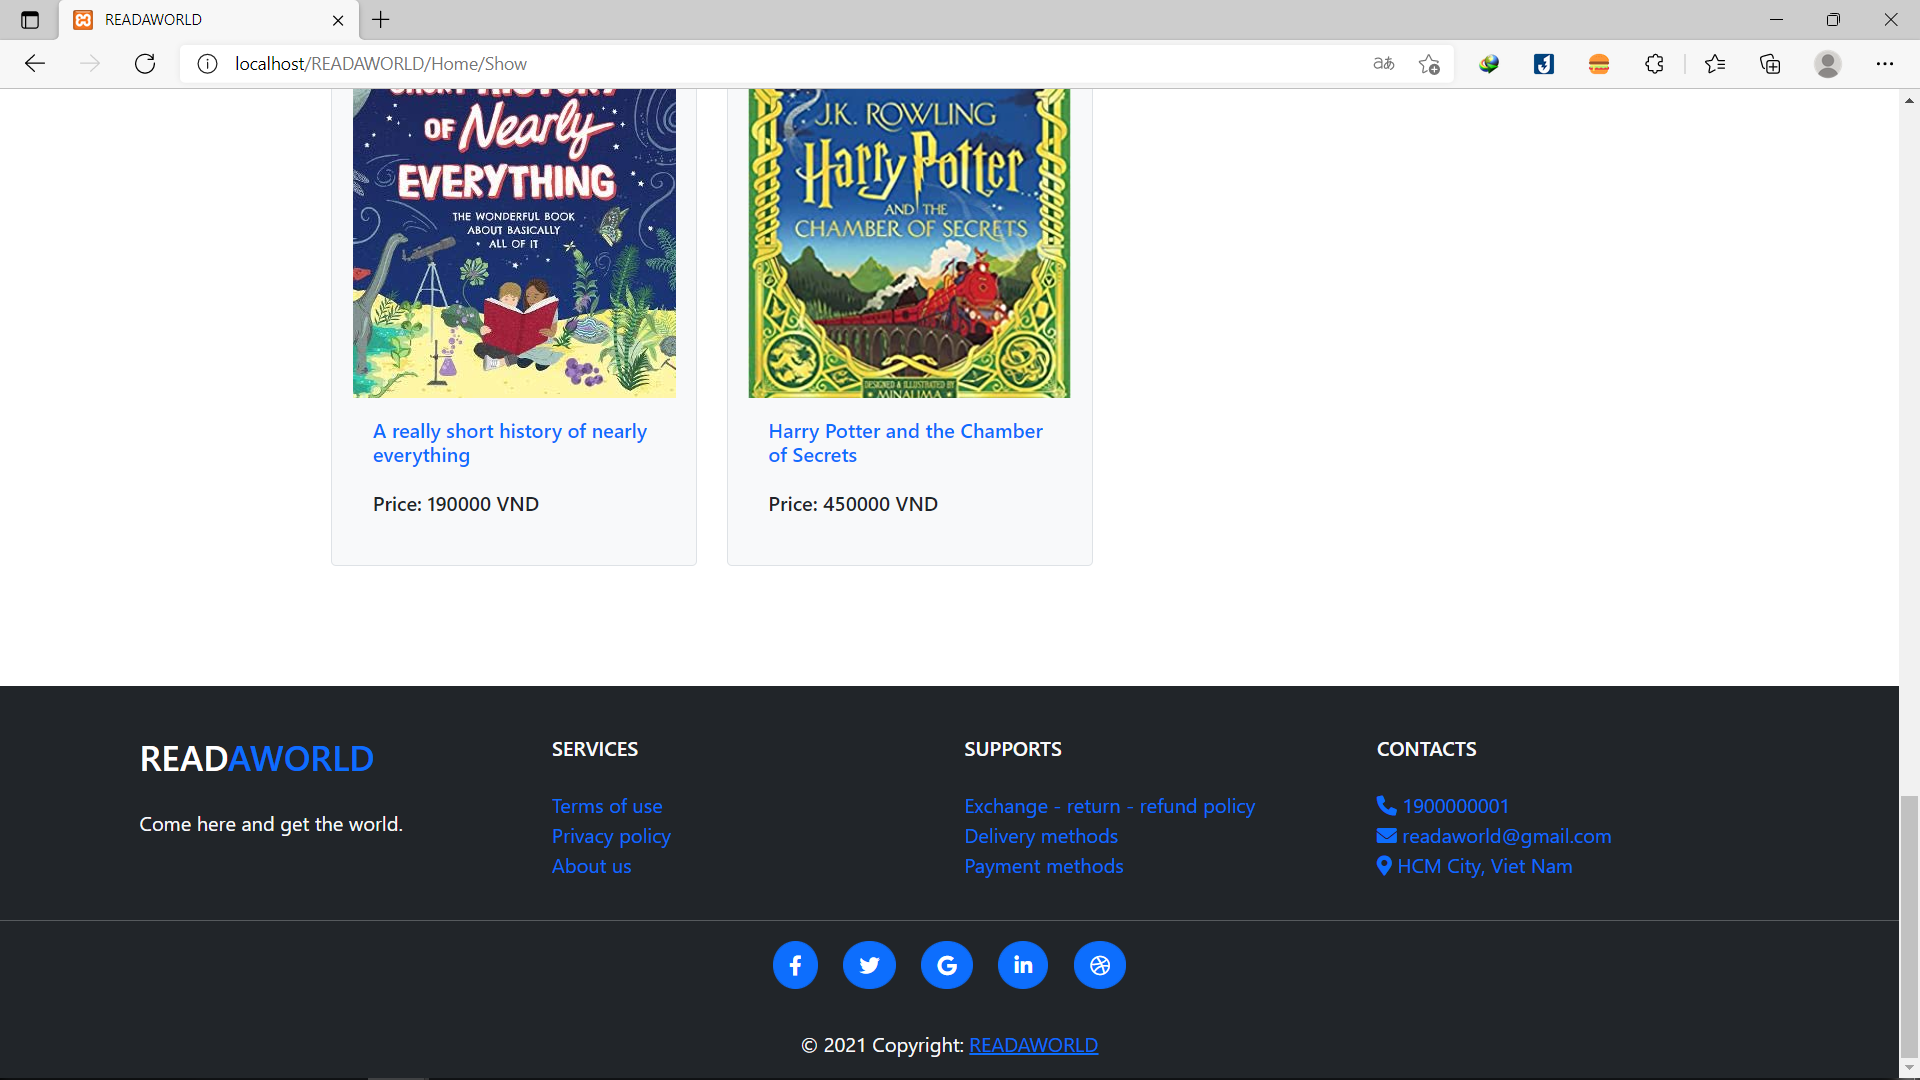 READAWORLD
localhost/READAWORLD/Home/Show
SHORT HISTORY
OF Nearly
EVERYTHING
THE WONDERFUL BOOK
ABOUT BASICALLY
ALL OF IT
J.K. ROWLING
Harry Potter
AND THE
CHAMBER OF SECRETS
DESIGNED & ILLUSTRATED BY
MINALIMA
A really short history of nearly
everything
Price: 190000 VND
Harry Potter and the Chamber
of Secrets
Price: 450000 VND
READAWORLD
Come here and get the world.
SERVICES
Terms of use
Privacy policy
About us
SUPPORTS
Exchange - return - refund policy
Delivery methods
Payment methods
CONTACTS
1900000001
readaworld@gmail.com
HCM City, Viet Nam
© 2021 Copyright: READAWORLD